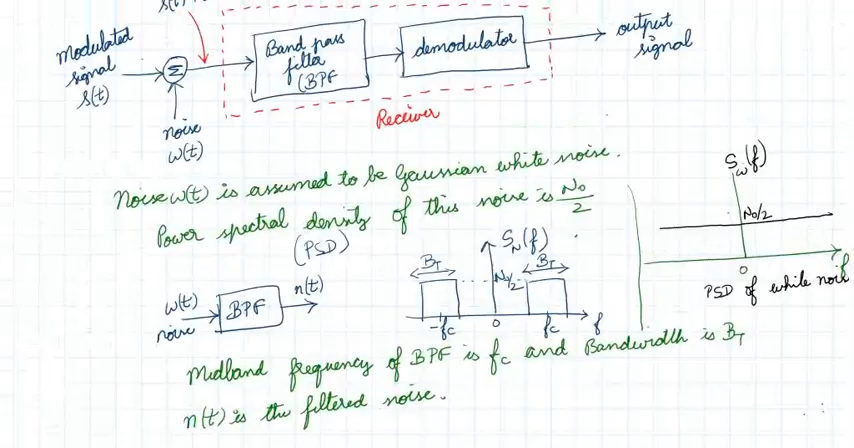 s(t)
Modulated
signal
s(t)
Σ
Band pass
filter
(BPF
demodulator
output
signal
Receiver
noise
w(t)
Noise w(t) is assumed to be Gaussian white noise.
Power spectral density of this noise is N₀/2
(PSD)
S_w(f)
N₀/2
0
f
PSD of white nois
w(t)
noise
BPF
n(t)
S_N(f)
B_T
N₀/2
B_T
-fc
0
fc
f
Midband frequency of BPF is fc and Bandwidth is B_T
n(t) is the filtered noise.